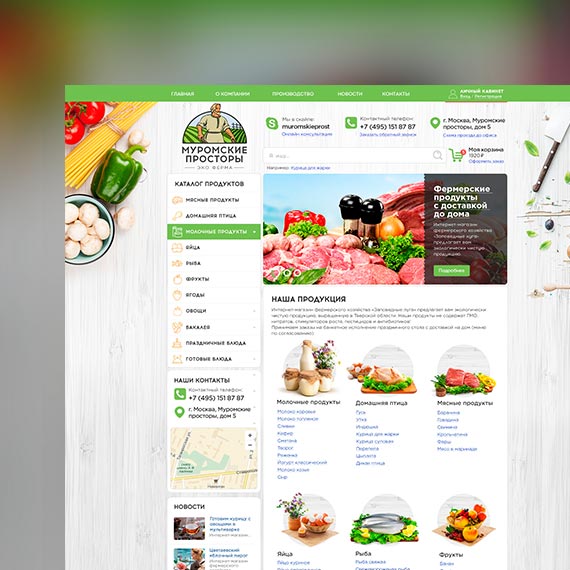 ГЛАВНАЯ
О КОМПАНИИ
ПРОИЗВОДСТВО
НОВОСТИ
КОНТАКТЫ
ЛИЧНЫЙ КАБИНЕТ
Вход / Регистрация
МУРОМСКИЕ
ПРОСТОРЫ
ЭКО ФЕРМА
Мы в скайпе:
muromskieprost
Онлайн консультация
Контактный телефон:
+7 (495) 151 87 87
Заказать обратный звонок
г. Москва, Муромские
просторы, дом 5
Схема проезда до офиса
Я ищу...
Например: Курица для жарки
Моя корзина
1920 ₽
Оформить заказ
КАТАЛОГ ПРОДУКТОВ
МЯСНЫЕ ПРОДУКТЫ
ДОМАШНЯЯ ПТИЦА
МОЛОЧНЫЕ ПРОДУКТЫ
ЯЙЦА
РЫБА
ФРУКТЫ
ЯГОДЫ
ОВОЩИ
БАКАЛЕЯ
ПРАЗДНИЧНЫЕ БЛЮДА
ГОТОВЫЕ БЛЮДА
Фермерские
продукты
с доставкой
до дома
Интернет-магазин
фермерского хозяйства
«Заповедные луга»
предлагает вам
экологически чистую
продукцию
Подробнее
НАША ПРОДУКЦИЯ
Интернет-магазин фермерского хозяйства «Заповедные луга» предлагает вам экологически
чистую продукцию, выращенную в Тверской области. Наши продукты не содержат ГМО,
нитратов, стимуляторов роста, пестицидов и антибиотиков!
Принимаем заказы на банкетное исполнение праздничного стола с доставкой на дом (меню
по согласованию)
Молочные продукты
Молоко коровье
Молоко топленое
Сливки
Кефир
Сметана
Творог
Ряженка
Йогурт классический
Молоко козье
Сыр
Домашняя птица
Гусь
Утка
Индейка
Курица для жарки
Курица суповая
Перепела
Цыплята
Дикая птица
Мясные продукты
Баранина
Говядина
Свинина
Крольчатина
Фарш
Мясо в маринаде
НАШИ КОНТАКТЫ
Контактный телефон:
+7 (495) 151 87 87
г. Москва, Муромские
просторы, дом 5
НОВОСТИ
Готовим курицу с
овощами в
мультиварке
Интернет-магазин
Цветаевский
яблочный пирог
Интернет-магазин
фермерского
Яйца
Яйцо куриное
Рыба
Рыба свежая
Фрукты
Банан